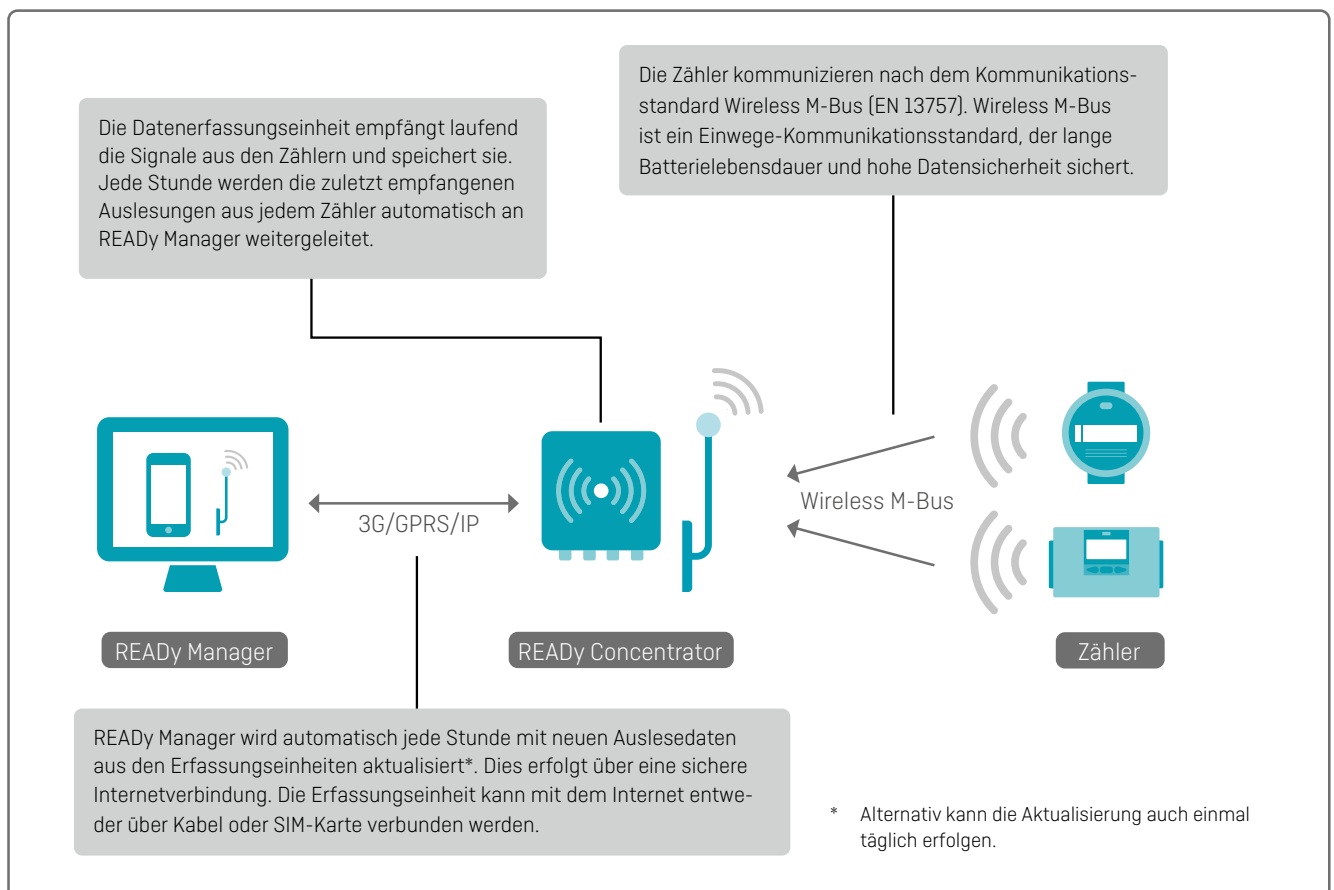 Die Zähler kommunizieren nach dem Kommunikations-
standard Wireless M-Bus (EN 13757). Wireless M-Bus
ist ein Einwege-Kommunikationsstandard, der lange
Batterielebensdauer und hohe Datensicherheit sichert.
Die Datenerfassungseinheit empfängt laufend
die Signale aus den Zählern und speichert sie.
Jede Stunde werden die zuletzt empfangenen
Auslesungen aus jedem Zähler automatisch an
READy Manager weitergeleitet.
3G/GPRS/IP
Wireless M-Bus
READy Manager
READy Concentrator
Zähler
READy Manager wird automatisch jede Stunde mit neuen Auslesedaten
aus den Erfassungseinheiten aktualisiert*. Dies erfolgt über eine sichere
Internetverbindung. Die Erfassungseinheit kann mit dem Internet entwe-
der über Kabel oder SIM-Karte verbunden werden.
* Alternativ kann die Aktualisierung auch einmal
täglich erfolgen.